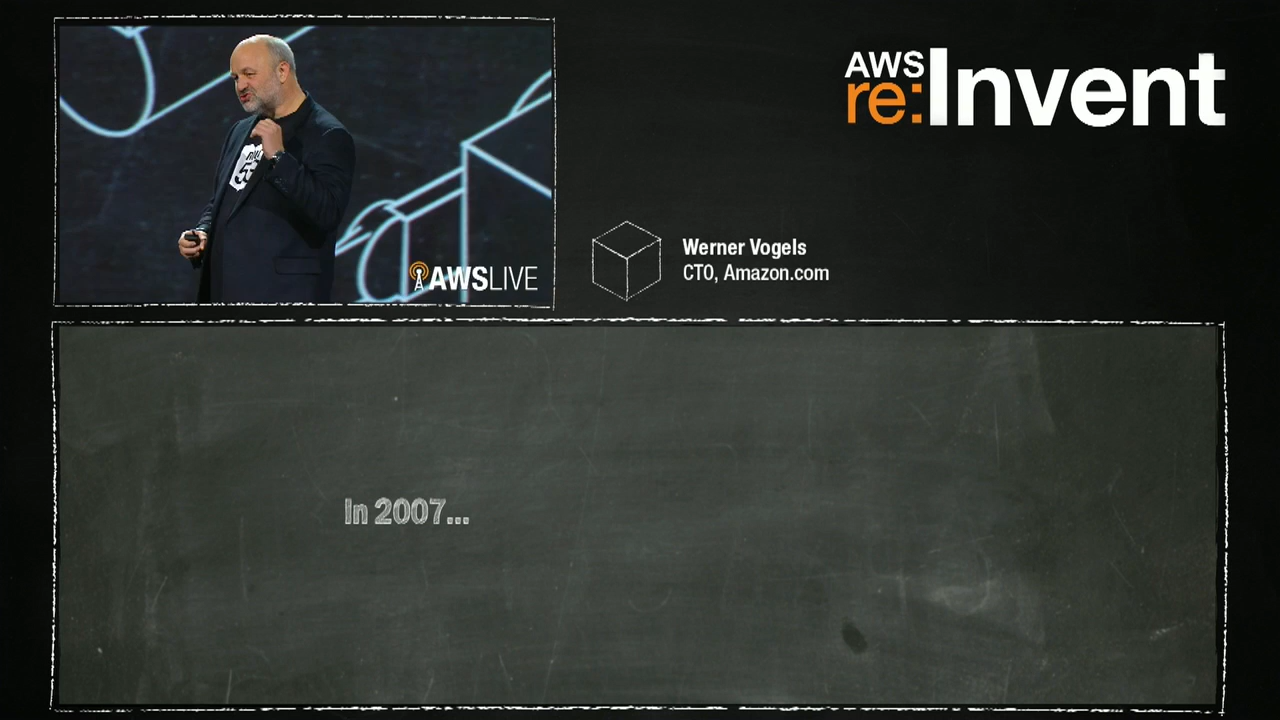 AWSLIVE
AWS
re:Invent
Werner Vogels
CTO, Amazon.com
In 2007...